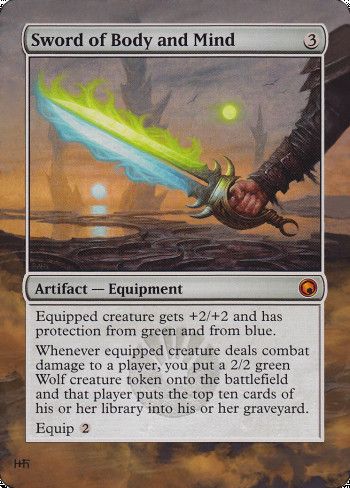 Sword of Body and Mind 3
Artifact — Equipment
Equipped creature gets +2/+2 and has
protection from green and from blue.
Whenever equipped creature deals combat
damage to a player, you put a 2/2 green
Wolf creature token onto the battlefield
and that player puts the top ten cards of
his or her library into his or her graveyard.
Equip 2